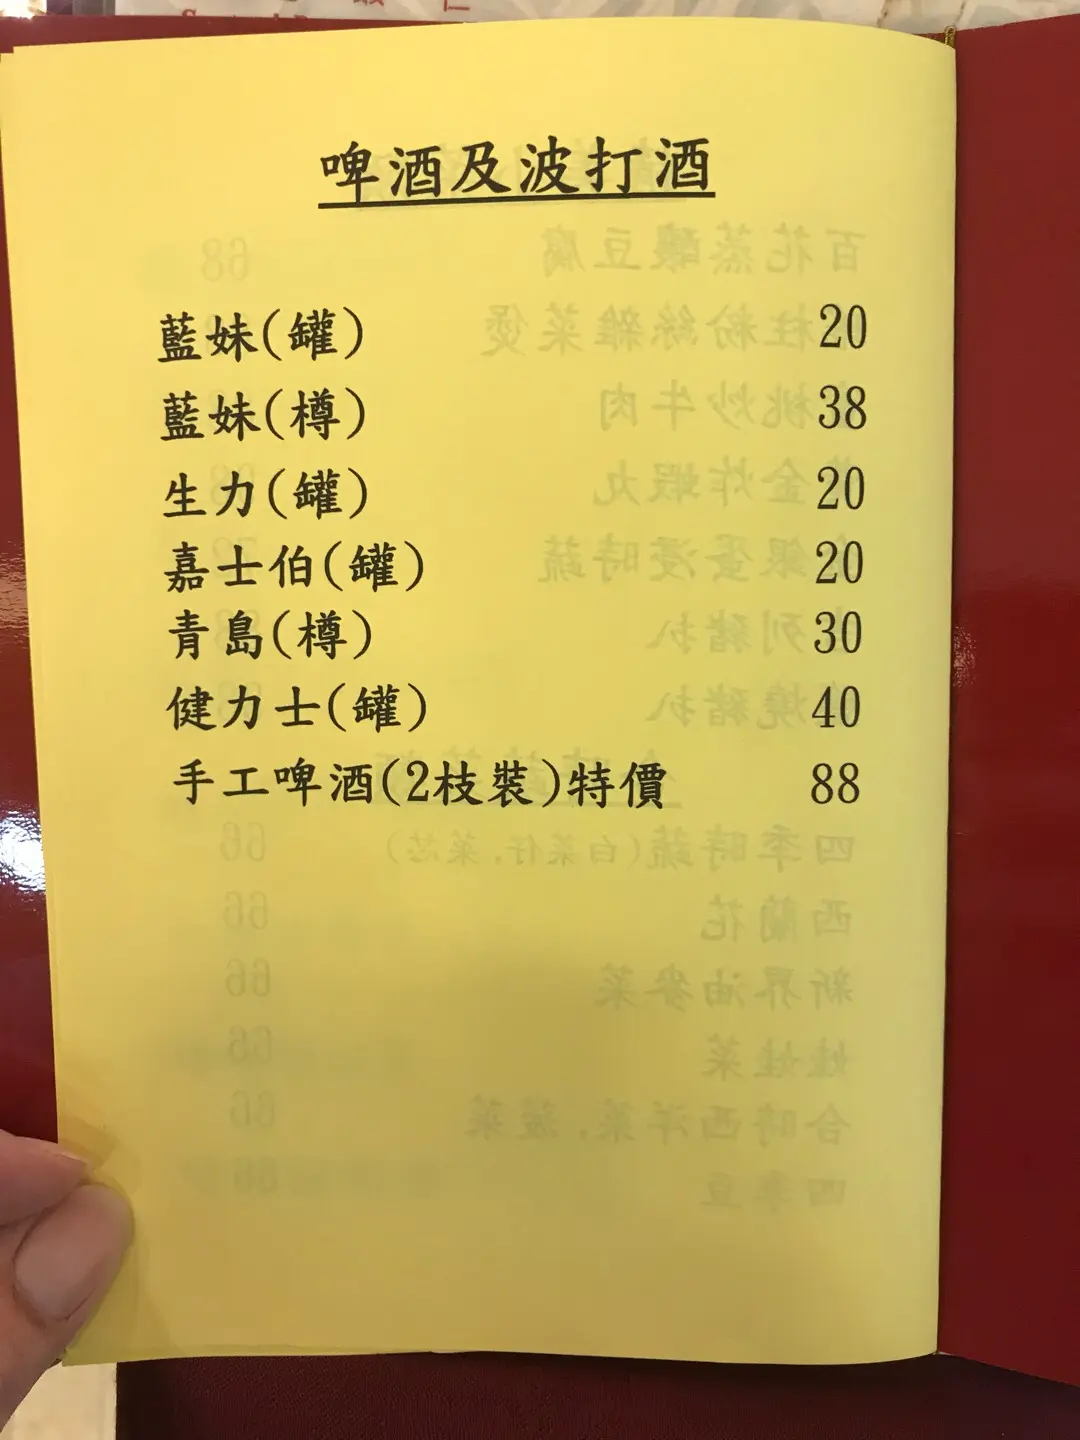 啤酒及波打酒
藍妹(罐) 20
藍妹(樽) 38
生力(罐) 20
嘉士伯(罐) 20
青島(樽) 30
健力士(罐) 40
手工啤酒(2枝裝)特價 88